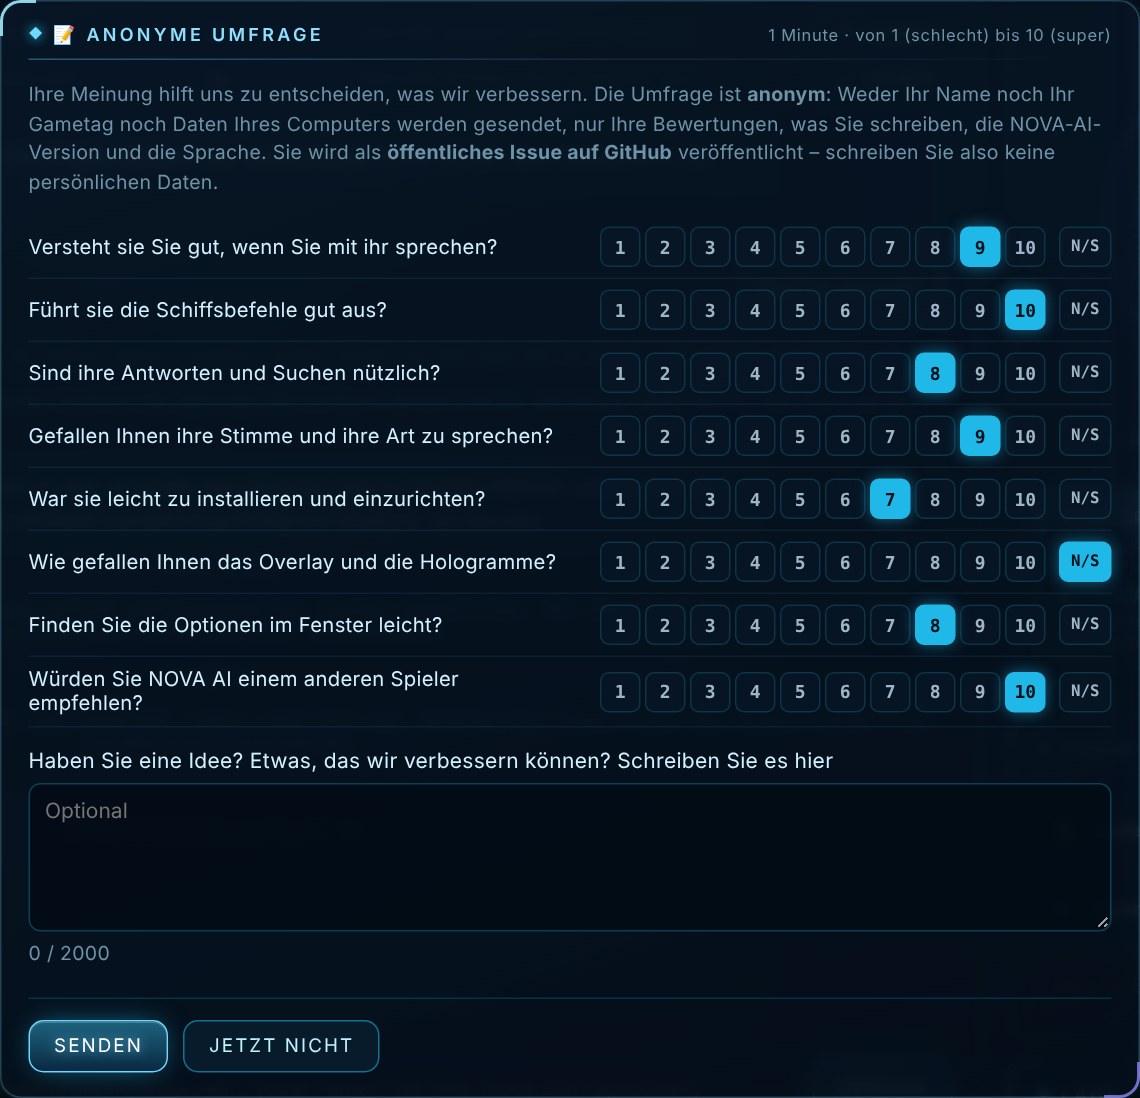 📝 ANONYME UMFRAGE
1 Minute · von 1 (schlecht) bis 10 (super)
Ihre Meinung hilft uns zu entscheiden, was wir verbessern. Die Umfrage ist anonym: Weder Ihr Name noch Ihr
Gametag noch Daten Ihres Computers werden gesendet, nur Ihre Bewertungen, was Sie schreiben, die NOVA-AI-
Version und die Sprache. Sie wird als öffentliches Issue auf GitHub veröffentlicht – schreiben Sie also keine
persönlichen Daten.
Versteht sie Sie gut, wenn Sie mit ihr sprechen? 1 2 3 4 5 6 7 8 9 10 N/S
Führt sie die Schiffsbefehle gut aus? 1 2 3 4 5 6 7 8 9 10 N/S
Sind ihre Antworten und Suchen nützlich? 1 2 3 4 5 6 7 8 9 10 N/S
Gefallen Ihnen ihre Stimme und ihre Art zu sprechen? 1 2 3 4 5 6 7 8 9 10 N/S
War sie leicht zu installieren und einzurichten? 1 2 3 4 5 6 7 8 9 10 N/S
Wie gefallen Ihnen das Overlay und die Hologramme? 1 2 3 4 5 6 7 8 9 10 N/S
Finden Sie die Optionen im Fenster leicht? 1 2 3 4 5 6 7 8 9 10 N/S
Würden Sie NOVA AI einem anderen Spieler
empfehlen? 1 2 3 4 5 6 7 8 9 10 N/S
Haben Sie eine Idee? Etwas, das wir verbessern können? Schreiben Sie es hier
Optional
0 / 2000
SENDEN JETZT NICHT